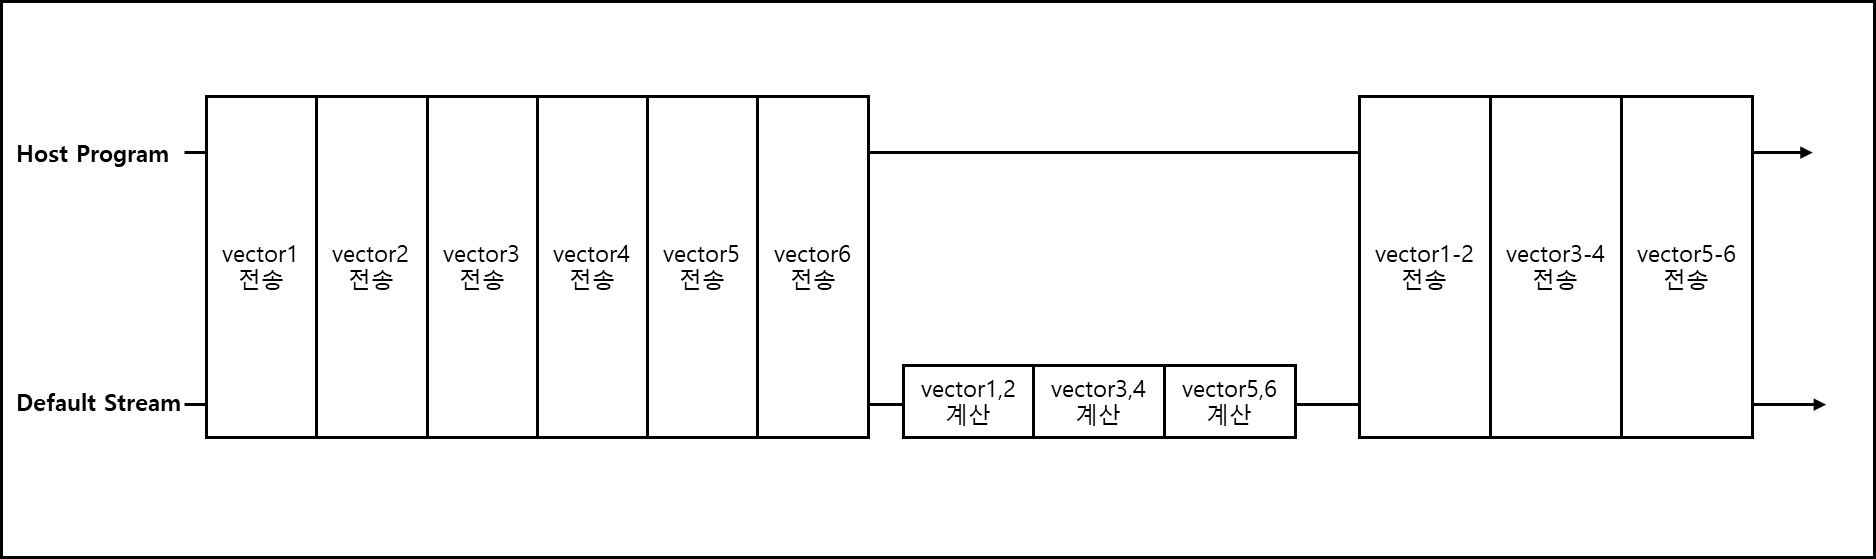 Host Program
vector1
전송
vector2
전송
vector3
전송
vector4
전송
vector5
전송
vector6
전송
vector1-2
전송
vector3-4
전송
vector5-6
전송
Default Stream
vector1,2
계산
vector3,4
계산
vector5,6
계산